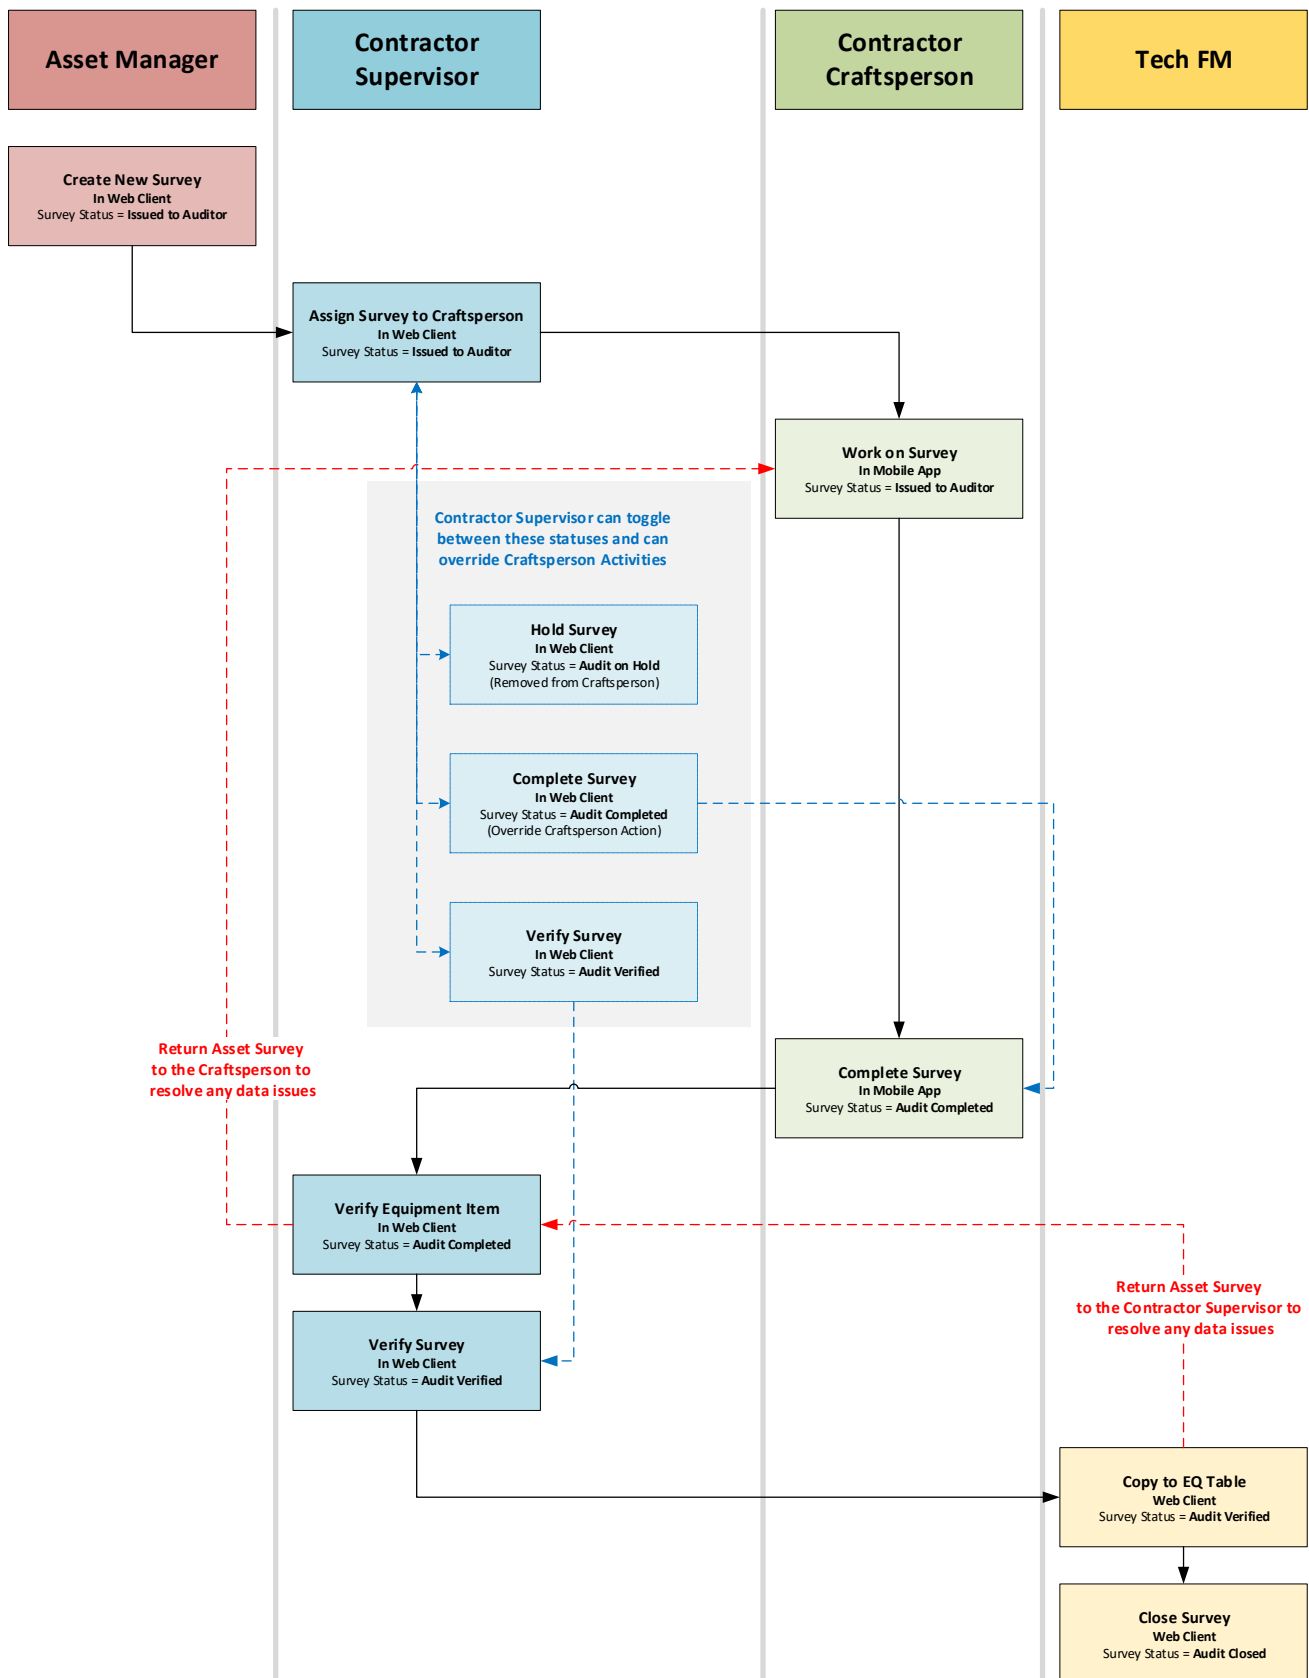 Asset Manager
Contractor
Supervisor
Contractor
Craftsperson
Tech FM
Create New Survey
In Web Client
Survey Status = Issued to Auditor
Assign Survey to Craftsperson
In Web Client
Survey Status = Issued to Auditor
Work on Survey
In Mobile App
Survey Status = Issued to Auditor
Contractor Supervisor can toggle
between these statuses and can
override Craftsperson Activities
Hold Survey
In Web Client
Survey Status = Audit on Hold
(Removed from Craftsperson)
Complete Survey
In Web Client
Survey Status = Audit Completed
(Override Craftsperson Action)
Verify Survey
In Web Client
Survey Status = Audit Verified
Return Asset Survey
to the Craftsperson to
resolve any data issues
Complete Survey
In Mobile App
Survey Status = Audit Completed
Verify Equipment Item
In Web Client
Survey Status = Audit Completed
Return Asset Survey
to the Contractor Supervisor to
resolve any data issues
Verify Survey
In Web Client
Survey Status = Audit Verified
Copy to EQ Table
Web Client
Survey Status = Audit Verified
Close Survey
Web Client
Survey Status = Audit Closed